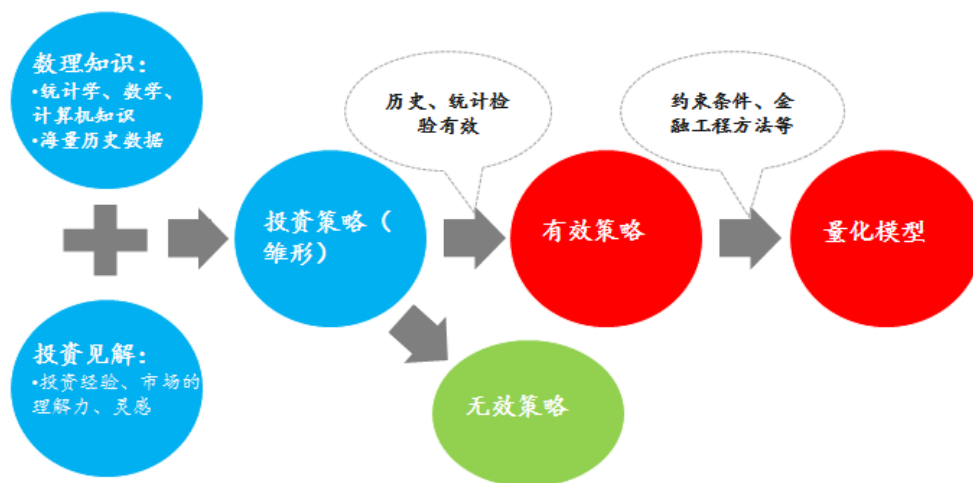 数理知识：
•统计学、数学、
计算机知识
•海量历史数据
历史、统计检
验有效
约束条件、金
融工程方法等
投资策略（
雏形）
有效策略
量化模型
投资见解：
•投资经验、市场的
理解力、灵感
无效策略